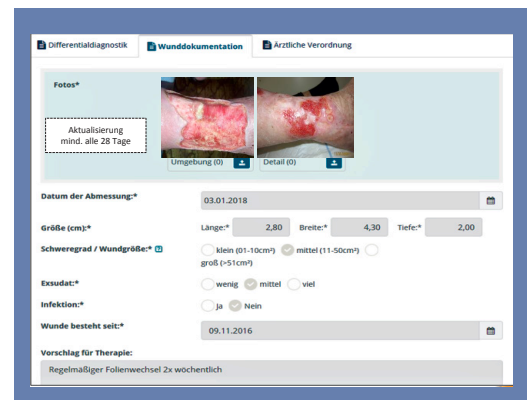 Differentialdiagnostik Wunddokumentation Ärztliche Verordnung
Fotos*
Aktualisierung
mind. alle 28 Tage
Umgebung (0) Detail (0)
Datum der Abmessung:* 03.01.2018
Größe (cm):* Länge:* 2,80 Breite:* 4,30 Tiefe:* 2,00
Schweregrad / Wundgröße:* klein (01-10cm²) mittel (11-50cm²)
groß (>51cm²)
Exsudat:* wenig mittel viel
Infektion:* Ja Nein
Wunde besteht seit:* 09.11.2016
Vorschlag für Therapie:
Regelmäßiger Folienwechsel 2x wöchentlich